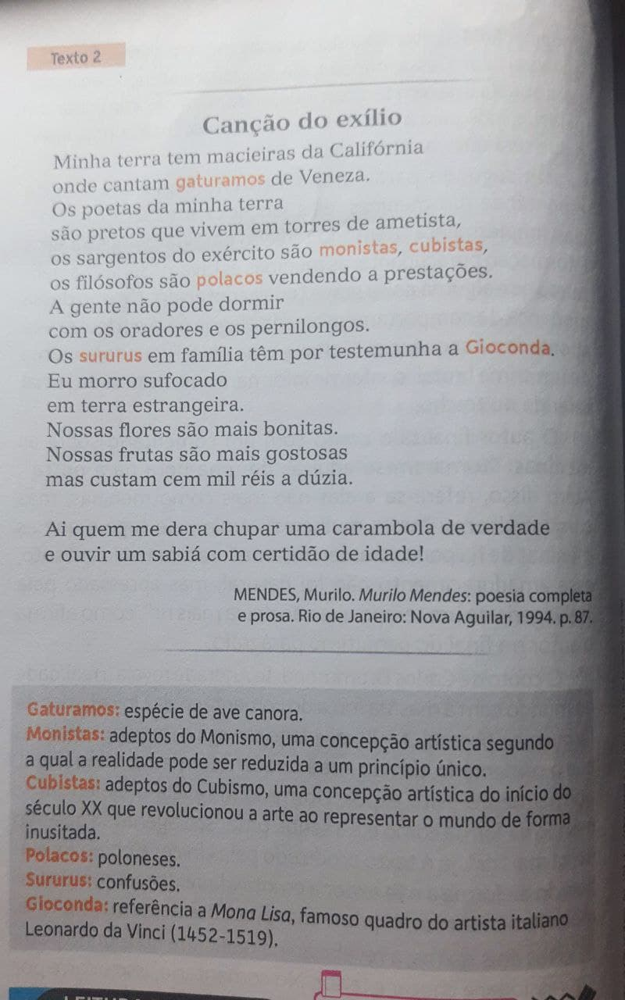 Texto 2
Canção do exílio
Minha terra tem macieiras da Califórnia
onde cantam gaturamos de Veneza.
Os poetas da minha terra
são pretos que vivem em torres de ametista,
os sargentos do exército são monistas, cubistas,
os filósofos são polacos vendendo a prestações.
A gente não pode dormir
com os oradores e os pernilongos.
Os sururus em família têm por testemunha a Gioconda.
Eu morro sufocado
em terra estrangeira.
Nossas flores são mais bonitas.
Nossas frutas são mais gostosas
mas custam cem mil réis a dúzia.
Ai quem me dera chupar uma carambola de verdade
e ouvir um sabiá com certidão de idade!
MENDES, Murilo. Murilo Mendes: poesia completa
e prosa. Rio de Janeiro: Nova Aguilar, 1994. p. 87.
Gaturamos: espécie de ave canora.
Monistas: adeptos do Monismo, uma concepção artística segundo
a qual a realidade pode ser reduzida a um princípio único.
Cubistas: adeptos do Cubismo, uma concepção artística do início do
século XX que revolucionou a arte ao representar o mundo de forma
inusitada.
Polacos: poloneses.
Sururus: confusões.
Gioconda: referência a Mona Lisa, famoso quadro do artista italiano
Leonardo da Vinci (1452-1519).